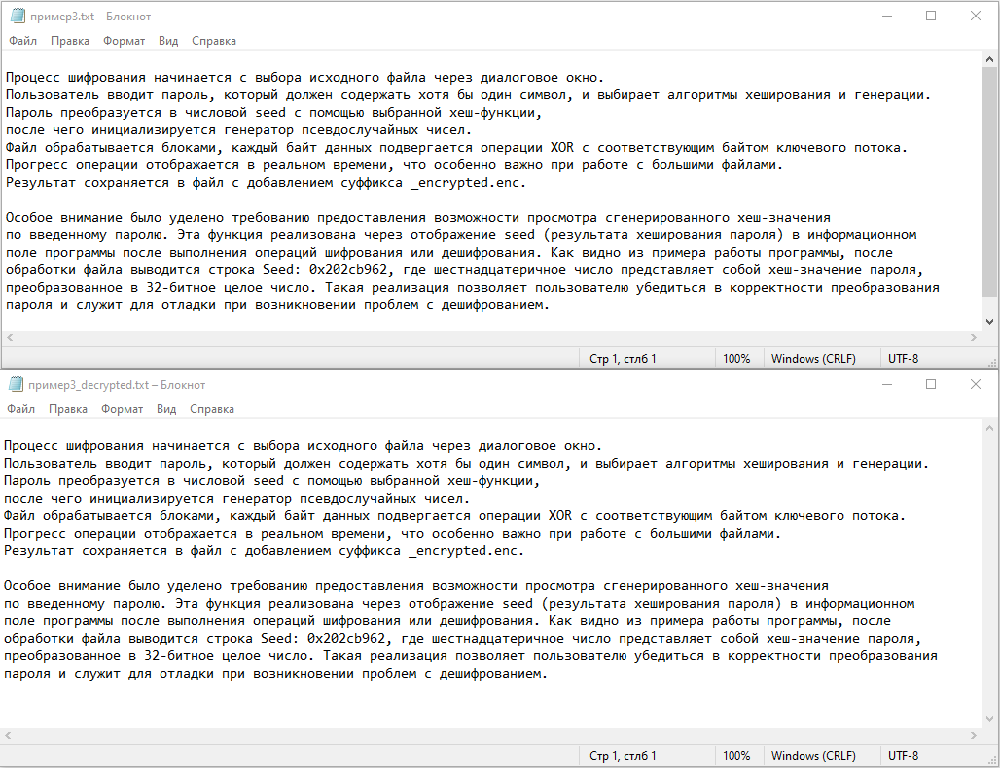 пример3.txt – Блокнот
Файл Правка Формат Вид Справка
Процесс шифрования начинается с выбора исходного файла через диалоговое окно.
Пользователь вводит пароль, который должен содержать хотя бы один символ, и выбирает алгоритмы хеширования и генерации.
Пароль преобразуется в числовой seed с помощью выбранной хеш-функции,
после чего инициализируется генератор псевдослучайных чисел.
Файл обрабатывается блоками, каждый байт данных подвергается операции XOR с соответствующим байтом ключевого потока.
Прогресс операции отображается в реальном времени, что особенно важно при работе с большими файлами.
Результат сохраняется в файл с добавлением суффикса _encrypted.enc.
Особое внимание было уделено требованию предоставления возможности просмотра сгенерированного хеш-значения
по введенному паролю. Эта функция реализована через отображение seed (результата хеширования пароля) в информационном
поле программы после выполнения операций шифрования или дешифрования. Как видно из примера работы программы, после
обработки файла выводится строка Seed: 0x202cb962, где шестнадцатеричное число представляет собой хеш-значение пароля,
преобразованное в 32-битное целое число. Такая реализация позволяет пользователю убедиться в корректности преобразования
пароля и служит для отладки при возникновении проблем с дешифрованием.
Стр 1, стлб 1 100% Windows (CRLF) UTF-8
пример3_decrypted.txt – Блокнот
Файл Правка Формат Вид Справка
Процесс шифрования начинается с выбора исходного файла через диалоговое окно.
Пользователь вводит пароль, который должен содержать хотя бы один символ, и выбирает алгоритмы хеширования и генерации.
Пароль преобразуется в числовой seed с помощью выбранной хеш-функции,
после чего инициализируется генератор псевдослучайных чисел.
Файл обрабатывается блоками, каждый байт данных подвергается операции XOR с соответствующим байтом ключевого потока.
Прогресс операции отображается в реальном времени, что особенно важно при работе с большими файлами.
Результат сохраняется в файл с добавлением суффикса _encrypted.enc.
Особое внимание было уделено требованию предоставления возможности просмотра сгенерированного хеш-значения
по введенному паролю. Эта функция реализована через отображение seed (результата хеширования пароля) в информационном
поле программы после выполнения операций шифрования или дешифрования. Как видно из примера работы программы, после
обработки файла выводится строка Seed: 0x202cb962, где шестнадцатеричное число представляет собой хеш-значение пароля,
преобразованное в 32-битное целое число. Такая реализация позволяет пользователю убедиться в корректности преобразования
пароля и служит для отладки при возникновении проблем с дешифрованием.
Стр 1, стлб 1 100% Windows (CRLF) UTF-8